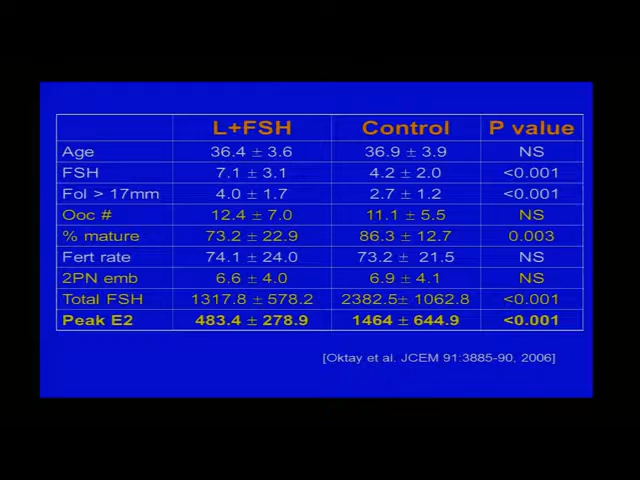 L+FSH Control P value
Age 36.4 ± 3.6 36.9 ± 3.9 NS
FSH 7.1 ± 3.1 4.2 ± 2.0 <0.001
Fol > 17mm 4.0 ± 1.7 2.7 ± 1.2 <0.001
Ooc # 12.4 ± 7.0 11.1 ± 5.5 NS
% mature 73.2 ± 22.9 86.3 ± 12.7 0.003
Fert rate 74.1 ± 24.0 73.2 ± 21.5 NS
2PN emb 6.6 ± 4.0 6.9 ± 4.1 NS
Total FSH 1317.8 ± 578.2 2382.5± 1062.8 <0.001
Peak E2 483.4 ± 278.9 1464 ± 644.9 <0.001
[Oktay et al. JCEM 91:3885-90, 2006]